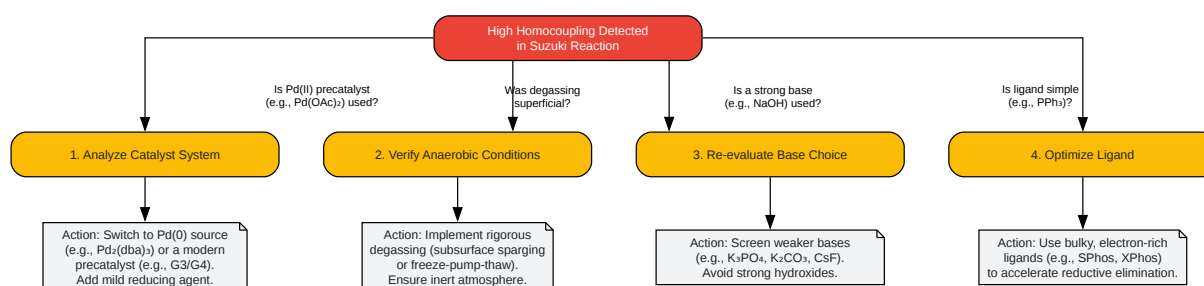 High Homocoupling Detected
in Suzuki Reaction
Is Pd(II) precatalyst
(e.g., Pd(OAc)₂) used?
Was degassing
superficial?
Is a strong base
(e.g., NaOH) used?
Is ligand simple
(e.g., PPh₃)?
1. Analyze Catalyst System
2. Verify Anaerobic Conditions
3. Re-evaluate Base Choice
4. Optimize Ligand
Action: Switch to Pd(0) source
(e.g., Pd₂(dba)₃) or a modern
precatalyst (e.g., G3/G4).
Add mild reducing agent.
Action: Implement rigorous
degassing (subsurface sparging
or freeze-pump-thaw).
Ensure inert atmosphere.
Action: Screen weaker bases
(e.g., K₃PO₄, K₂CO₃, CsF).
Avoid strong hydroxides.
Action: Use bulky, electron-rich
ligands (e.g., SPhos, XPhos)
to accelerate reductive elimination.